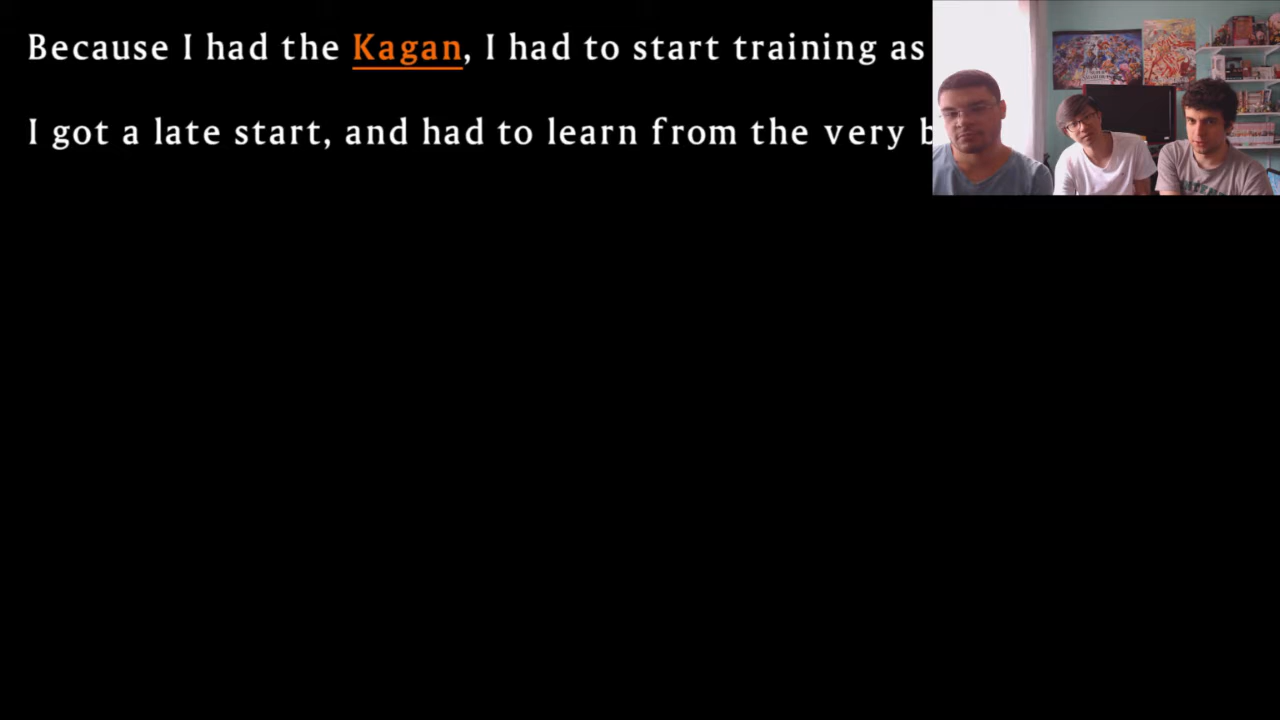 Because I had the Kagan, I had to start training as
I got a late start, and had to learn from the very